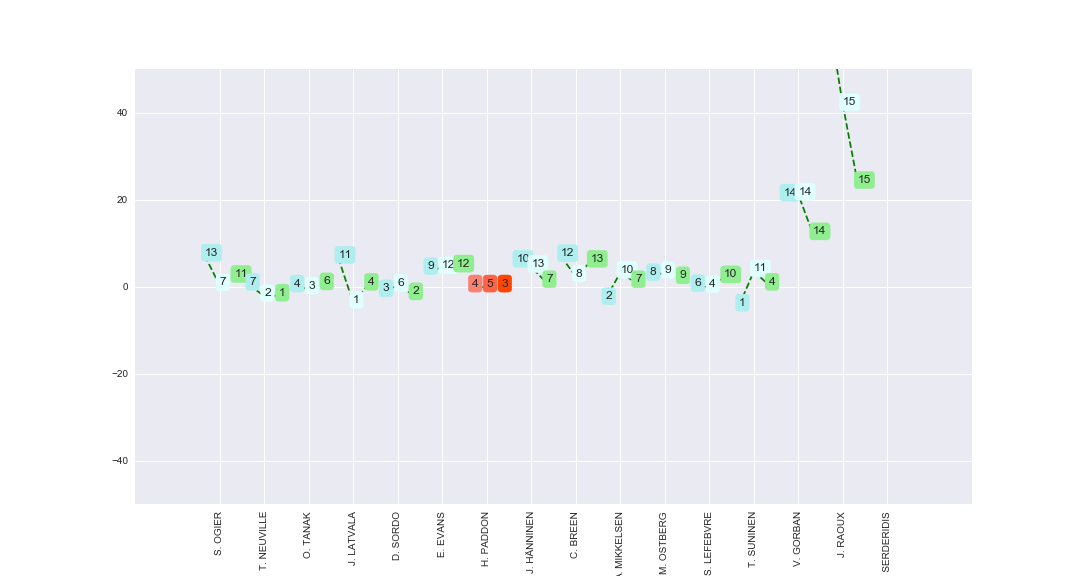 40
20
0
−20
−40
13 7 11
7 2 1
4 3 6
11 1 4
3 6 2
9 12 12
4 5 3
10 13 7
12 8 13
2 10 7
8 9 9
6 4 10
1 11 4
14 14 14
15 15
S. OGIER
T. NEUVILLE
O. TANAK
J. LATVALA
D. SORDO
E. EVANS
H. PADDON
J. HANNINEN
C. BREEN
MIKKELSEN
M. OSTBERG
S. LEFEBVRE
T. SUNINEN
V. GORBAN
J. RAOUX
SERDERIDIS